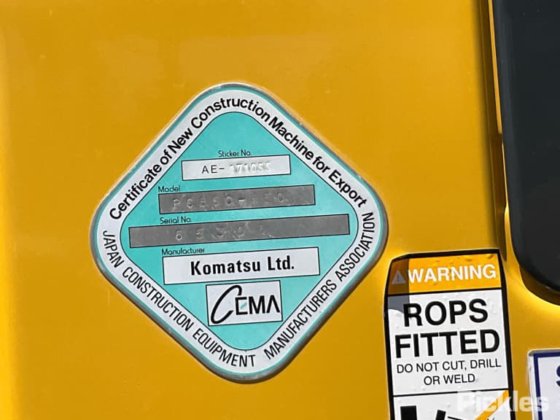 Certificate of New Construction Machine for Export
Sticker No.
AE-
Model
Serial No.
Manufacturer
Komatsu Ltd.
CEMA
JAPAN CONSTRUCTION EQUIPMENT MANUFACTURERS ASSOCIATION
WARNING
ROPS
FITTED
DO NOT CUT, DRILL
OR WELD
Pickles